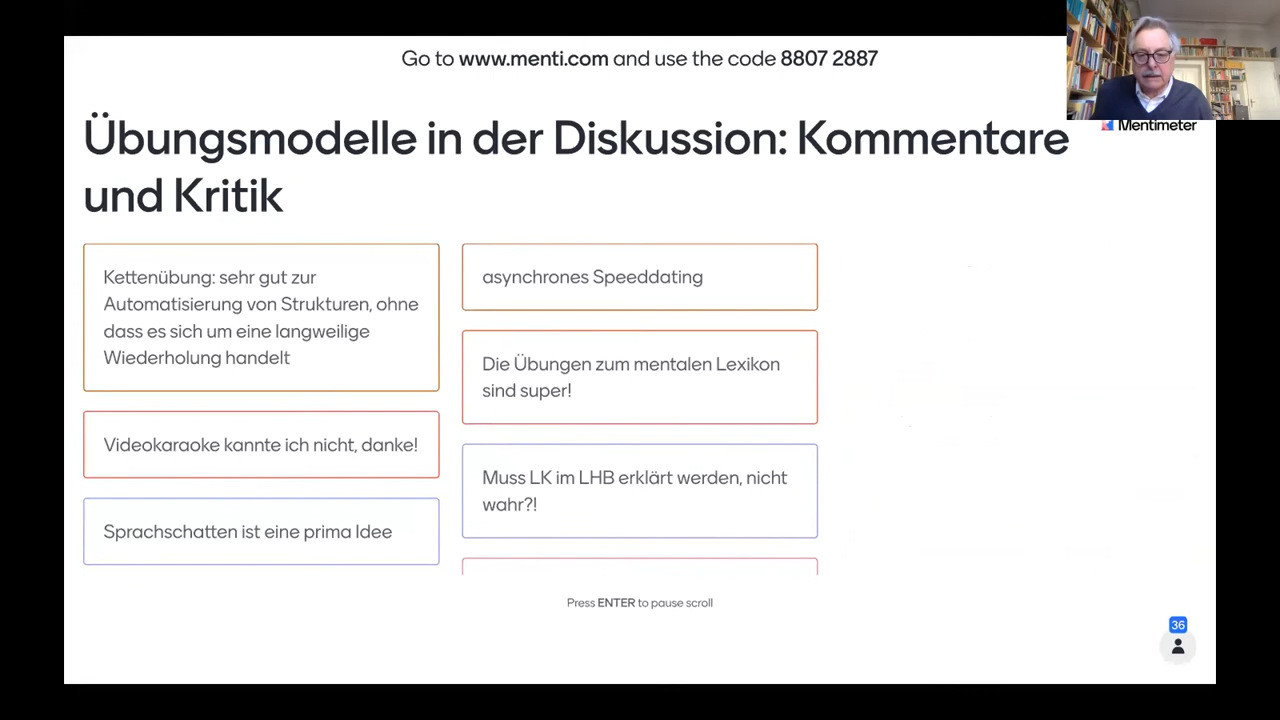 Go to www.menti.com and use the code 8807 2887
Mentimeter
Übungsmodelle in der Diskussion: Kommentare
und Kritik
Kettenübung: sehr gut zur
Automatisierung von Strukturen, ohne
dass es sich um eine langweilige
Wiederholung handelt
Videokaraoke kannte ich nicht, danke!
Sprachschatten ist eine prima Idee
asynchrones Speeddating
Die Übungen zum mentalen Lexikon
sind super!
Muss LK im LHB erklärt werden, nicht
wahr?!
Press ENTER to pause scroll
36